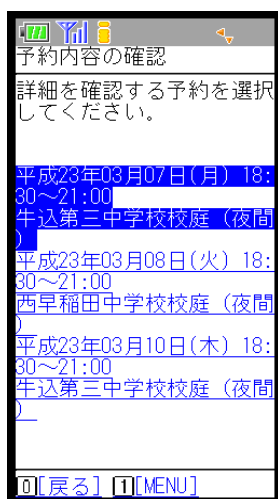 予約内容の確認
詳細を確認する予約を選択
してください。
平成23年03月07日(月) 18:
30～21:00
牛込第三中学校校庭（夜間
）
平成23年03月08日(火) 18:
30～21:00
西早稲田中学校校庭（夜間
）
平成23年03月10日(木) 18:
30～21:00
牛込第三中学校校庭（夜間
）
0[戻る] 1[MENU]